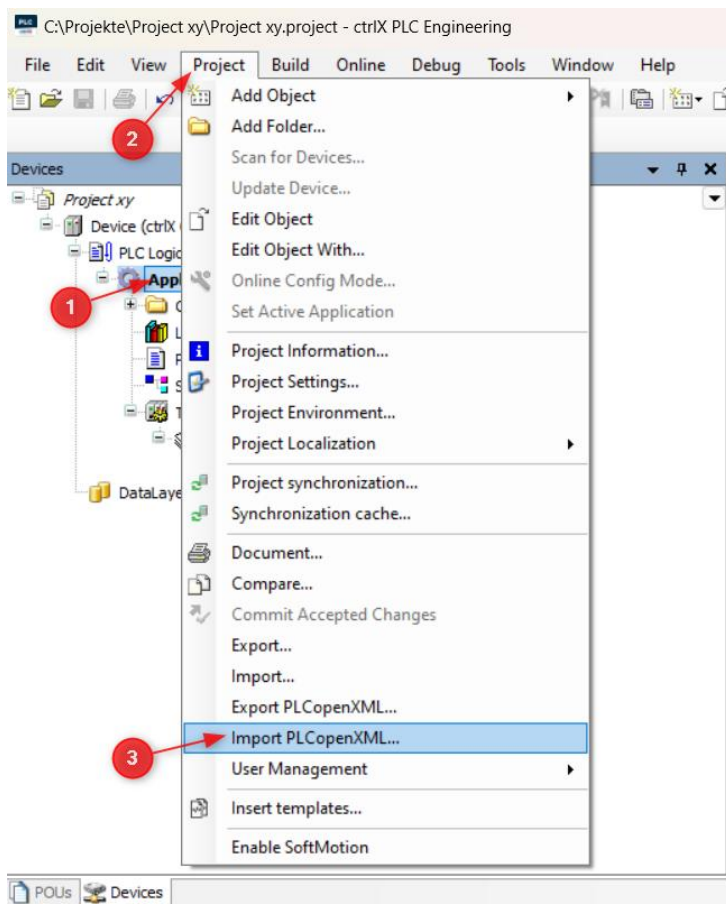 C:\Projekte\Project xy\Project xy.project - ctrlX PLC Engineering
File Edit View Project Build Online Debug Tools Window Help
2
Devices
Project xy
Device (ctrlX
PLC Logic
Appl
1
DataLaye
Add Object
Add Folder...
Scan for Devices...
Update Device...
Edit Object
Edit Object With...
Online Config Mode...
Set Active Application
Project Information...
Project Settings...
Project Environment...
Project Localization
Project synchronization...
Synchronization cache...
Document...
Compare...
Commit Accepted Changes
Export...
Import...
Export PLCopenXML...
Import PLCopenXML...
3
User Management
Insert templates...
Enable SoftMotion
POUs Devices